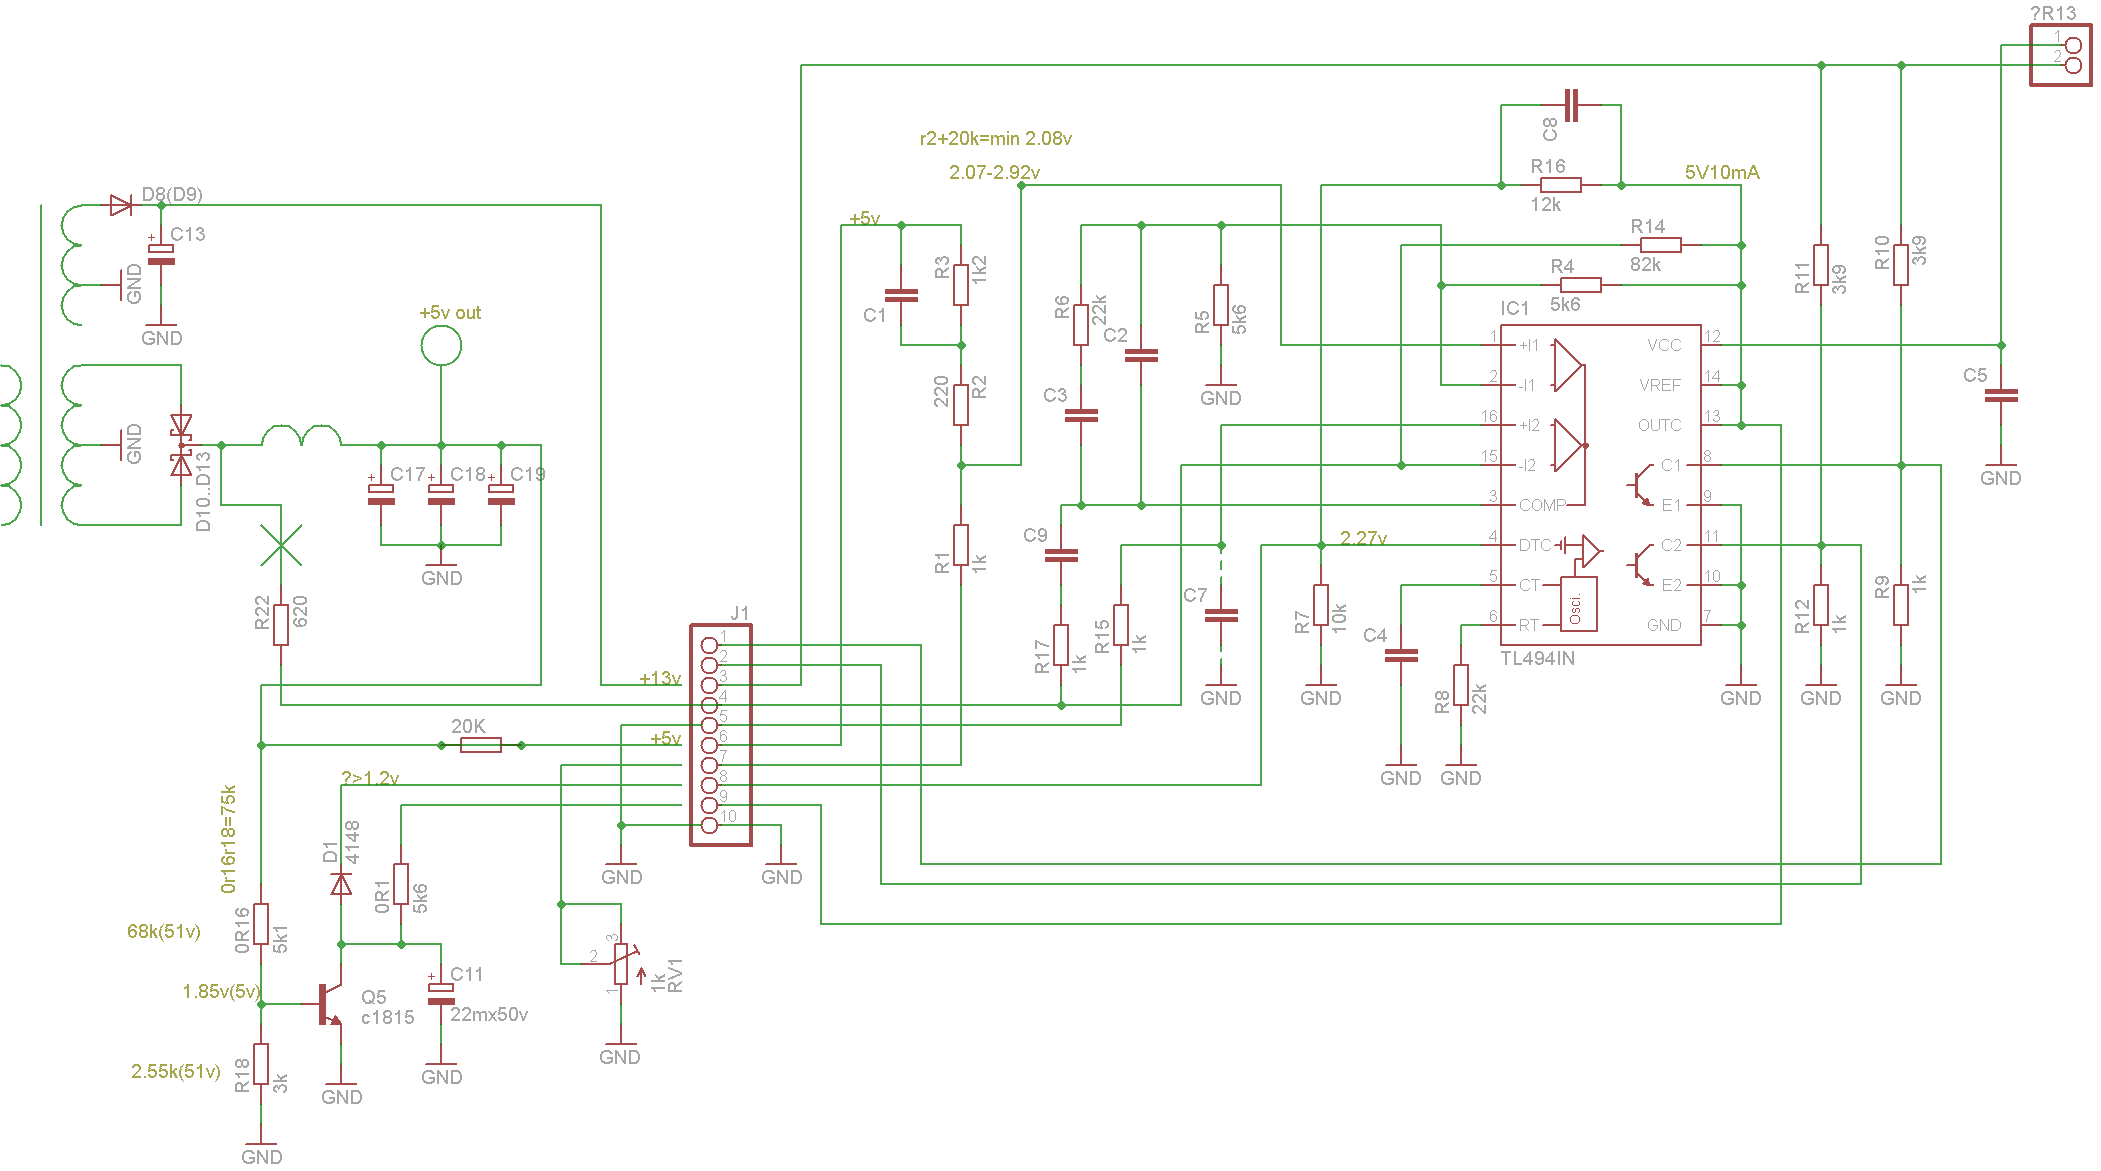 ?R13
1
2
C8
r2+20k=min 2.08v
2.07-2.92v
R16
12k
5V10mA
D8(D9)
+
C13
GND
GND
+5v
R3
1k2
C1
R14
82k
R4
5k6
R11
3k9
R10
3k9
R6
22k
C2
R5
5k6
GND
C3
+5v out
220
R2
IC1
1
+I1
VCC
12
2
-I1
VREF
14
16
+I2
OUTC
13
15
-I2
C1
8
3
COMP
E1
9
4
DTC
C2
11
5
CT
E2
10
6
RT
GND
7
Osci.
TL494IN
C5
GND
GND
D10..D13
+
C17
+
C18
+
C19
GND
R22
620
R1
1k
C9
R17
1k
R15
1k
C7
GND
2.27v
R7
10k
GND
C4
GND
R8
22k
GND
GND
R12
1k
GND
R9
1k
GND
J1
1
2
3
4
5
6
7
8
9
10
+13v
+5v
20K
?>1.2v
GND
GND
0r16r18=75k
D1
4148
0R1
5k6
68k(51v)
0R16
5k1
1.85v(5v)
Q5
c1815
+
C11
22mx50v
GND
3
2
1
1k
RV1
GND
2.55k(51v)
R18
3k
GND
GND